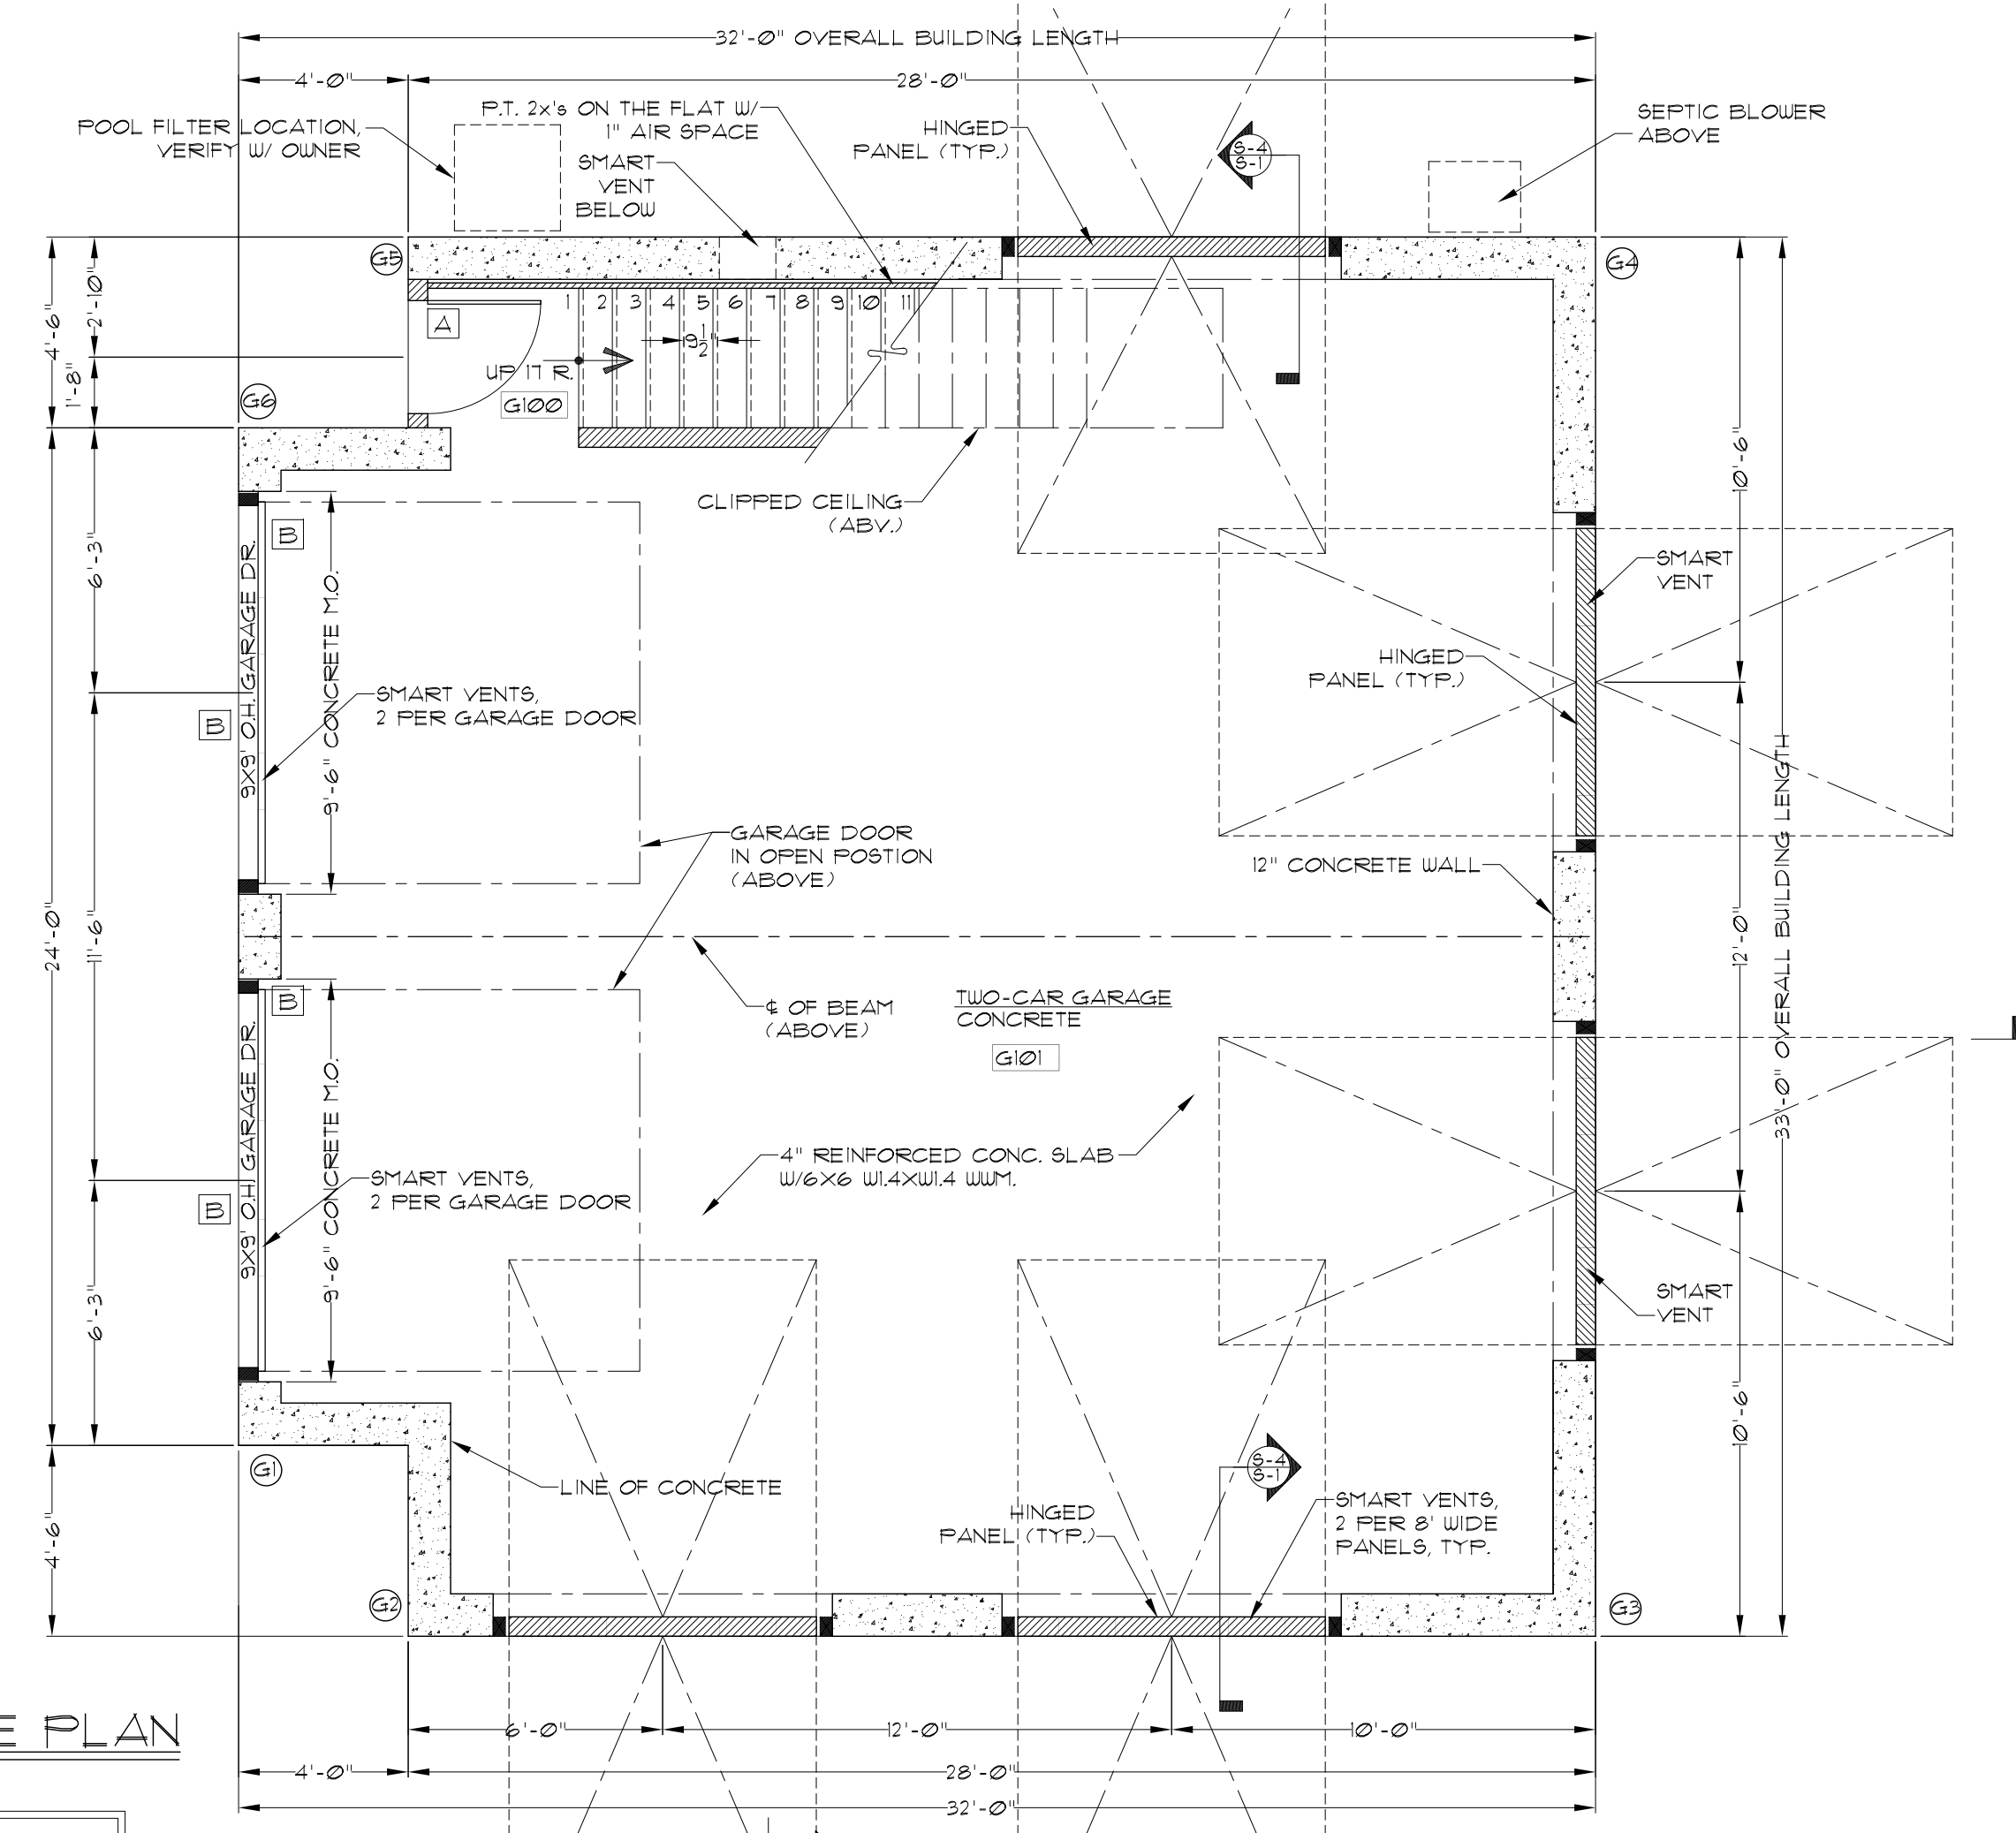 32'-0" OVERALL BUILDING LENGTH
4'-0"
28'-0"
POOL FILTER LOCATION,
VERIFY W/ OWNER
P.T. 2x's ON THE FLAT W/
1" AIR SPACE
SMART
VENT
BELOW
HINGED
PANEL (TYP.)
S-4
S-1
SEPTIC BLOWER
ABOVE
G5
G4
4'-6"
2'-10"
1'-8"
G6
A
1 2 3 4 5 6 7 8 9 10 11
9 1/2"
UP 17 R.
G100
10'-6"
CLIPPED CEILING
(ABV.)
B
SMART
VENT
6'-3"
9X9' O.H. GARAGE DR.
9'-6" CONCRETE M.O.
HINGED
PANEL (TYP.)
SMART VENTS,
2 PER GARAGE DOOR
B
GARAGE DOOR
IN OPEN POSTION
(ABOVE)
12" CONCRETE WALL
24'-0"
11'-6"
12'-0"
33'-0" OVERALL BUILDING LENGTH
B
℄ OF BEAM
(ABOVE)
TWO-CAR GARAGE
CONCRETE
G101
9X9' O.H. GARAGE DR.
9'-6" CONCRETE M.O.
4" REINFORCED CONC. SLAB
W/6X6 W1.4XW1.4 WWM.
SMART VENTS,
2 PER GARAGE DOOR
B
6'-3"
SMART
VENT
10'-6"
G1
LINE OF CONCRETE
S-4
S-1
HINGED
PANEL (TYP.)
SMART VENTS,
2 PER 8' WIDE
PANELS, TYP.
4'-6"
G2
G3
E PLAN
6'-0"
12'-0"
10'-0"
4'-0"
28'-0"
32'-0"